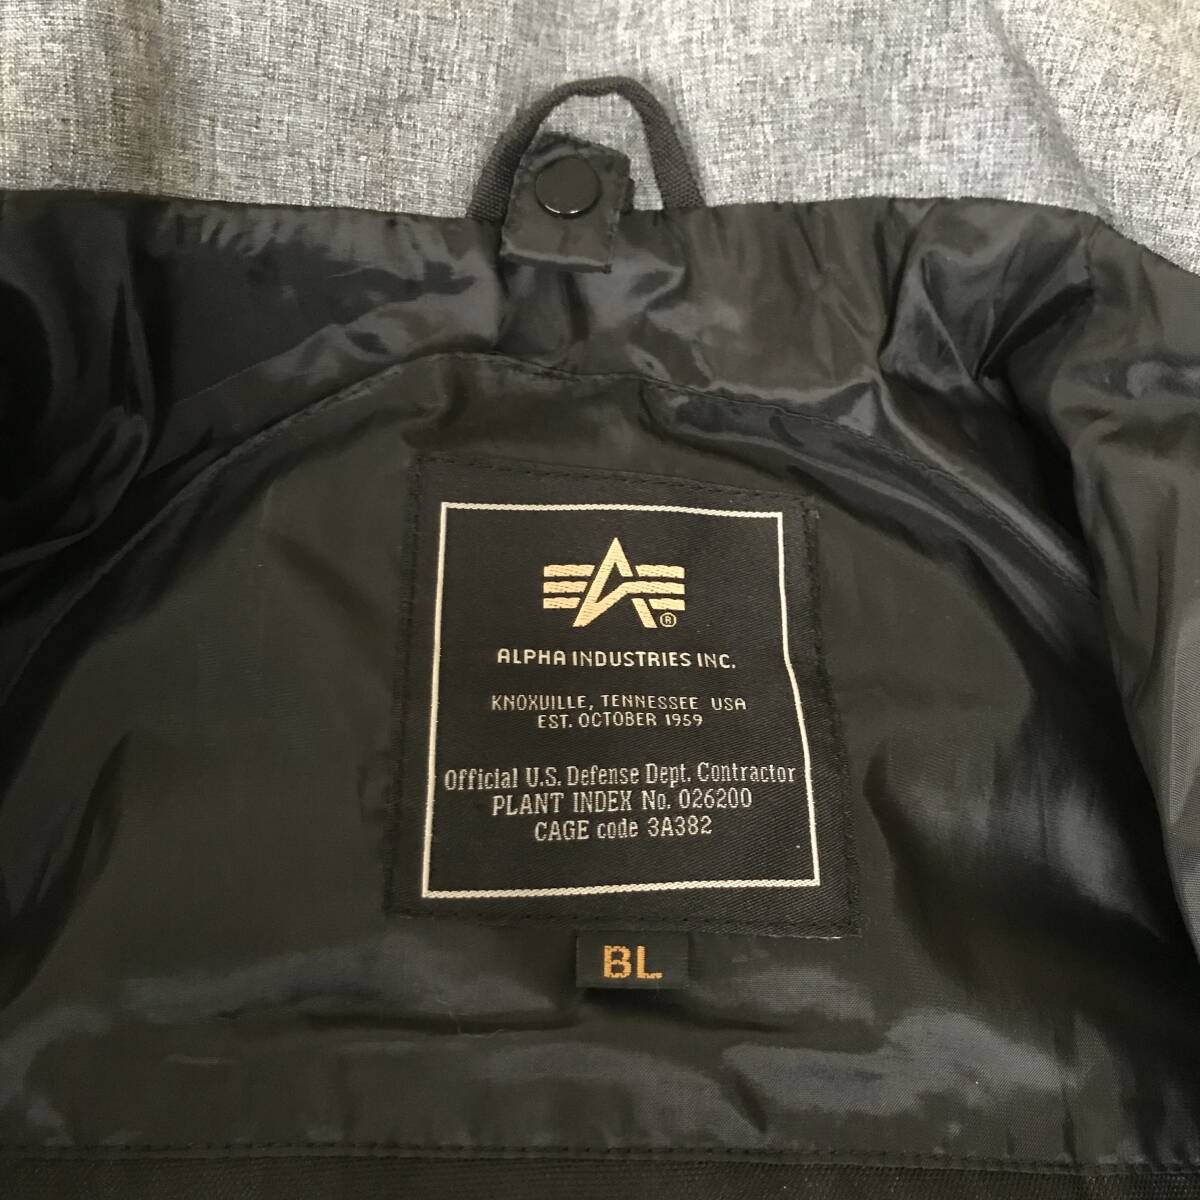 ®
ALPHA INDUSTRIES INC.
KNOXVILLE, TENNESSEE USA
EST. OCTOBER 1959
Official U.S. Defense Dept. Contractor
PLANT INDEX No. 026200
CAGE code 3A382
BL